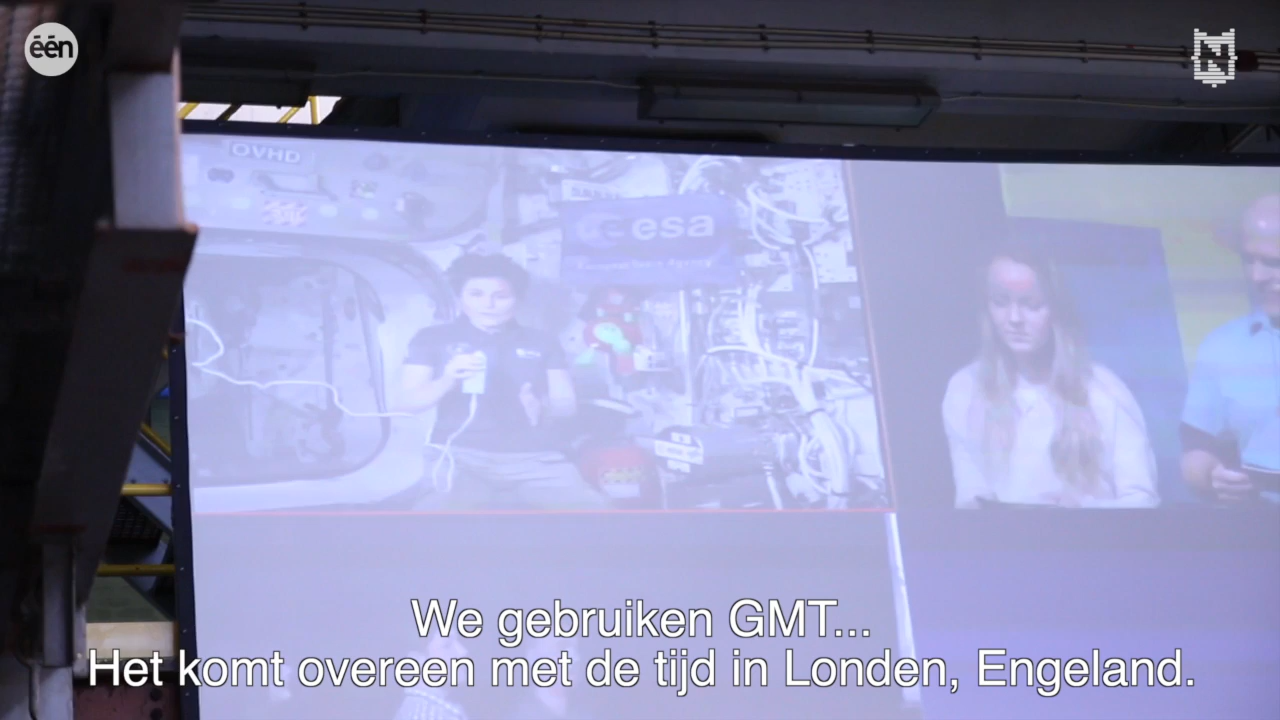 één
OVHD
esa
European Space Agency
We gebruiken GMT...
Het komt overeen met de tijd in Londen, Engeland.